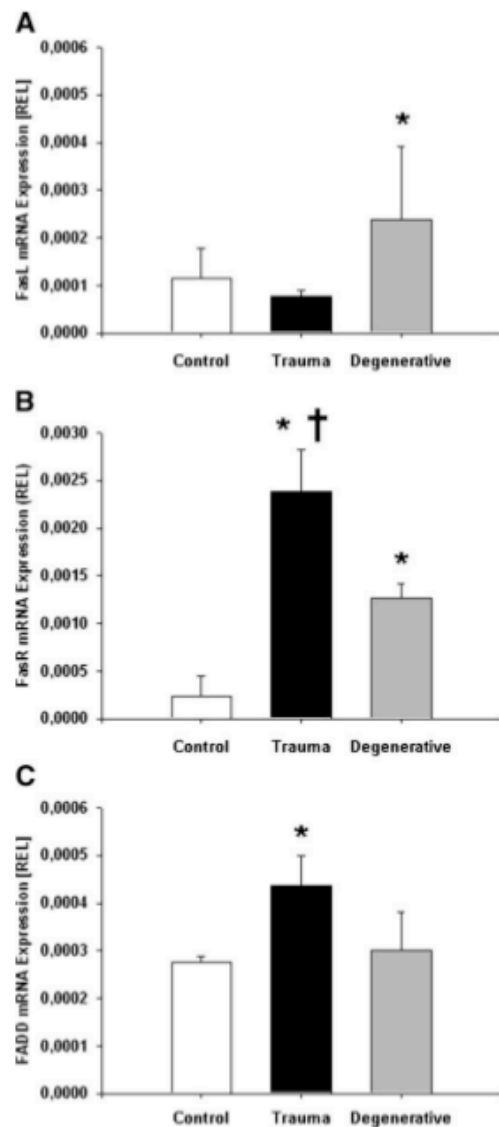 A
FasL mRNA Expression [REL]
0,0006
0,0005
0,0004
0,0003
0,0002
0,0001
0,0000
*
Control Trauma Degenerative
B
FasR mRNA Expression (REL)
0,0030
0,0025
0,0020
0,0015
0,0010
0,0005
0,0000
* †
*
Control Trauma Degenerative
C
FADD mRNA Expression [REL]
0,0006
0,0005
0,0004
0,0003
0,0002
0,0001
0,0000
*
Control Trauma Degenerative